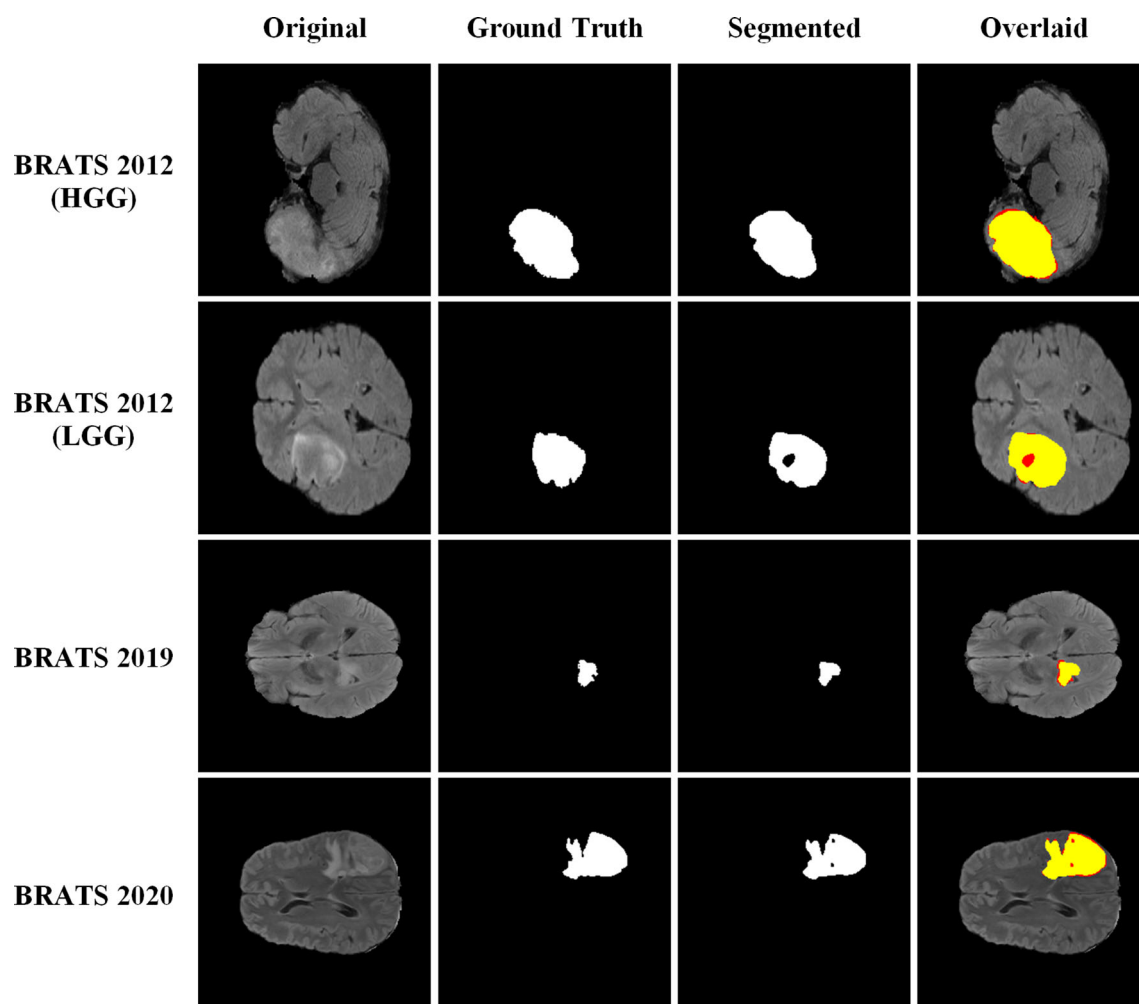 Original Ground Truth Segmented Overlaid
BRATS 2012
(HGG)
BRATS 2012
(LGG)
BRATS 2019
BRATS 2020